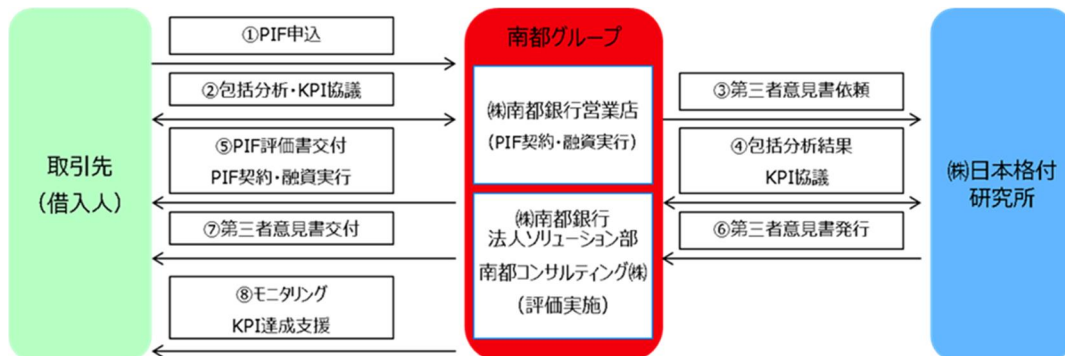 取引先
（借入人）
①PIF申込
②包括分析・KPI協議
⑤PIF評価書交付
PIF契約・融資実行
⑦第三者意見書交付
⑧モニタリング
KPI達成支援
南都グループ
㈱南都銀行営業店
（PIF契約・融資実行）
㈱南都銀行
法人ソリューション部
南都コンサルティング㈱
（評価実施）
③第三者意見書依頼
④包括分析結果
KPI協議
⑥第三者意見書発行
㈱日本格付
研究所